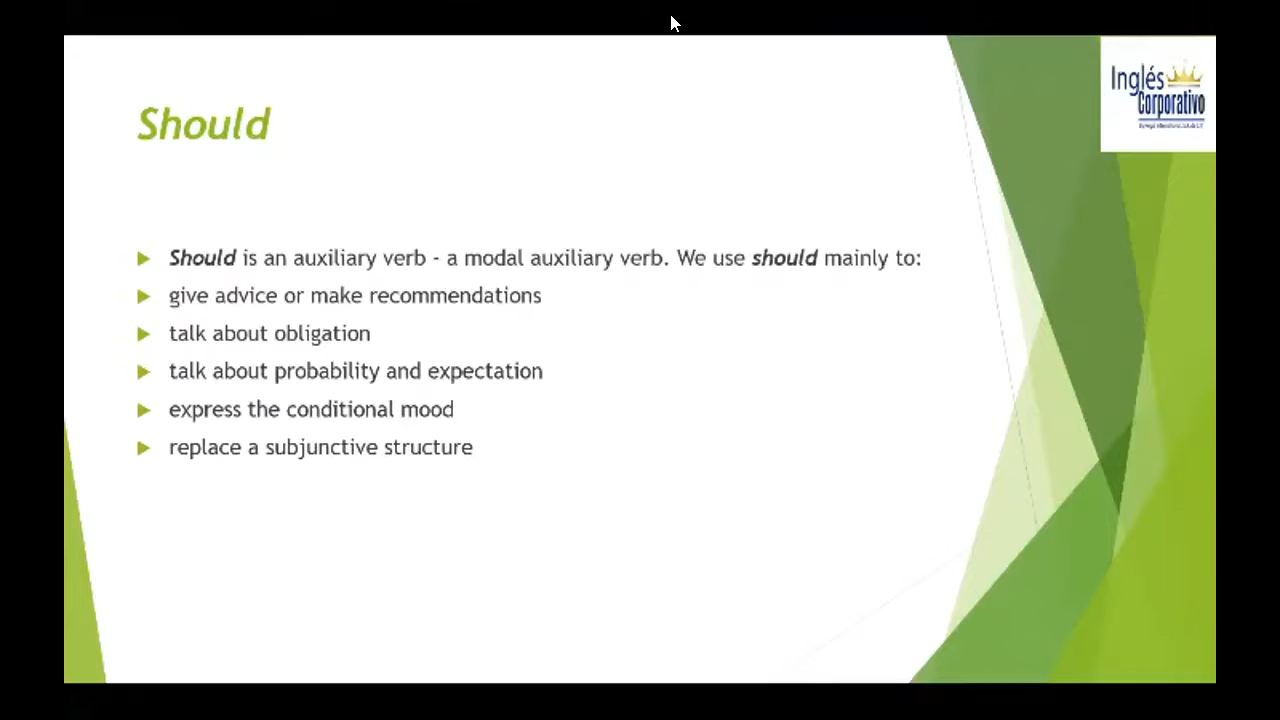 Inglés
Corporativo
Should
Should is an auxiliary verb - a modal auxiliary verb. We use should mainly to:
give advice or make recommendations
talk about obligation
talk about probability and expectation
express the conditional mood
replace a subjunctive structure